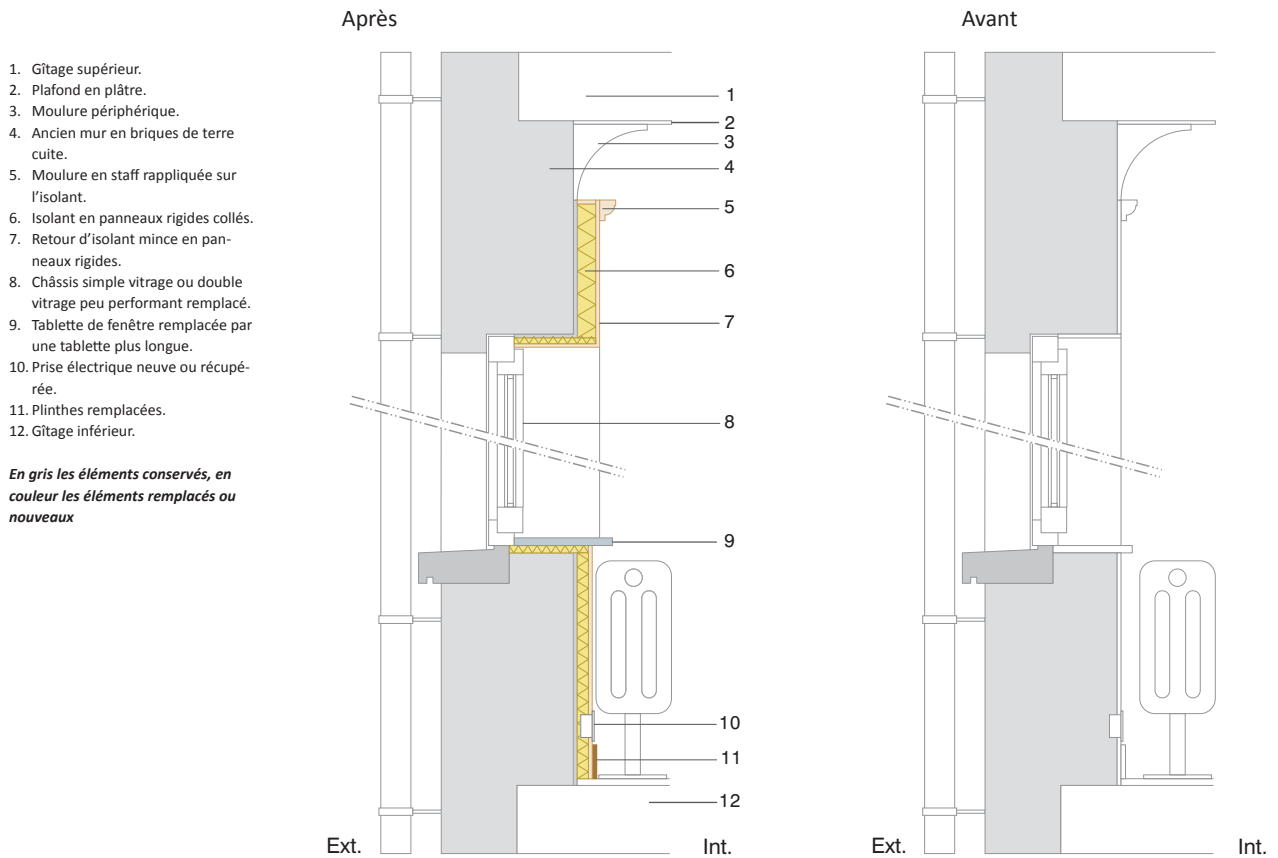 Après
Avant
1. Gîtage supérieur.
2. Plafond en plâtre.
3. Moulure périphérique.
4. Ancien mur en briques de terre
cuite.
5. Moulure en staff rappliquée sur
l’isolant.
6. Isolant en panneaux rigides collés.
7. Retour d’isolant mince en pan-
neaux rigides.
8. Châssis simple vitrage ou double
vitrage peu performant remplacé.
9. Tablette de fenêtre remplacée par
une tablette plus longue.
10. Prise électrique neuve ou récupé-
rée.
11. Plinthes remplacées.
12. Gîtage inférieur.
En gris les éléments conservés, en
couleur les éléments remplacés ou
nouveaux
1
2
3
4
5
6
7
8
9
10
11
12
Ext.
Int.
Ext.
Int.